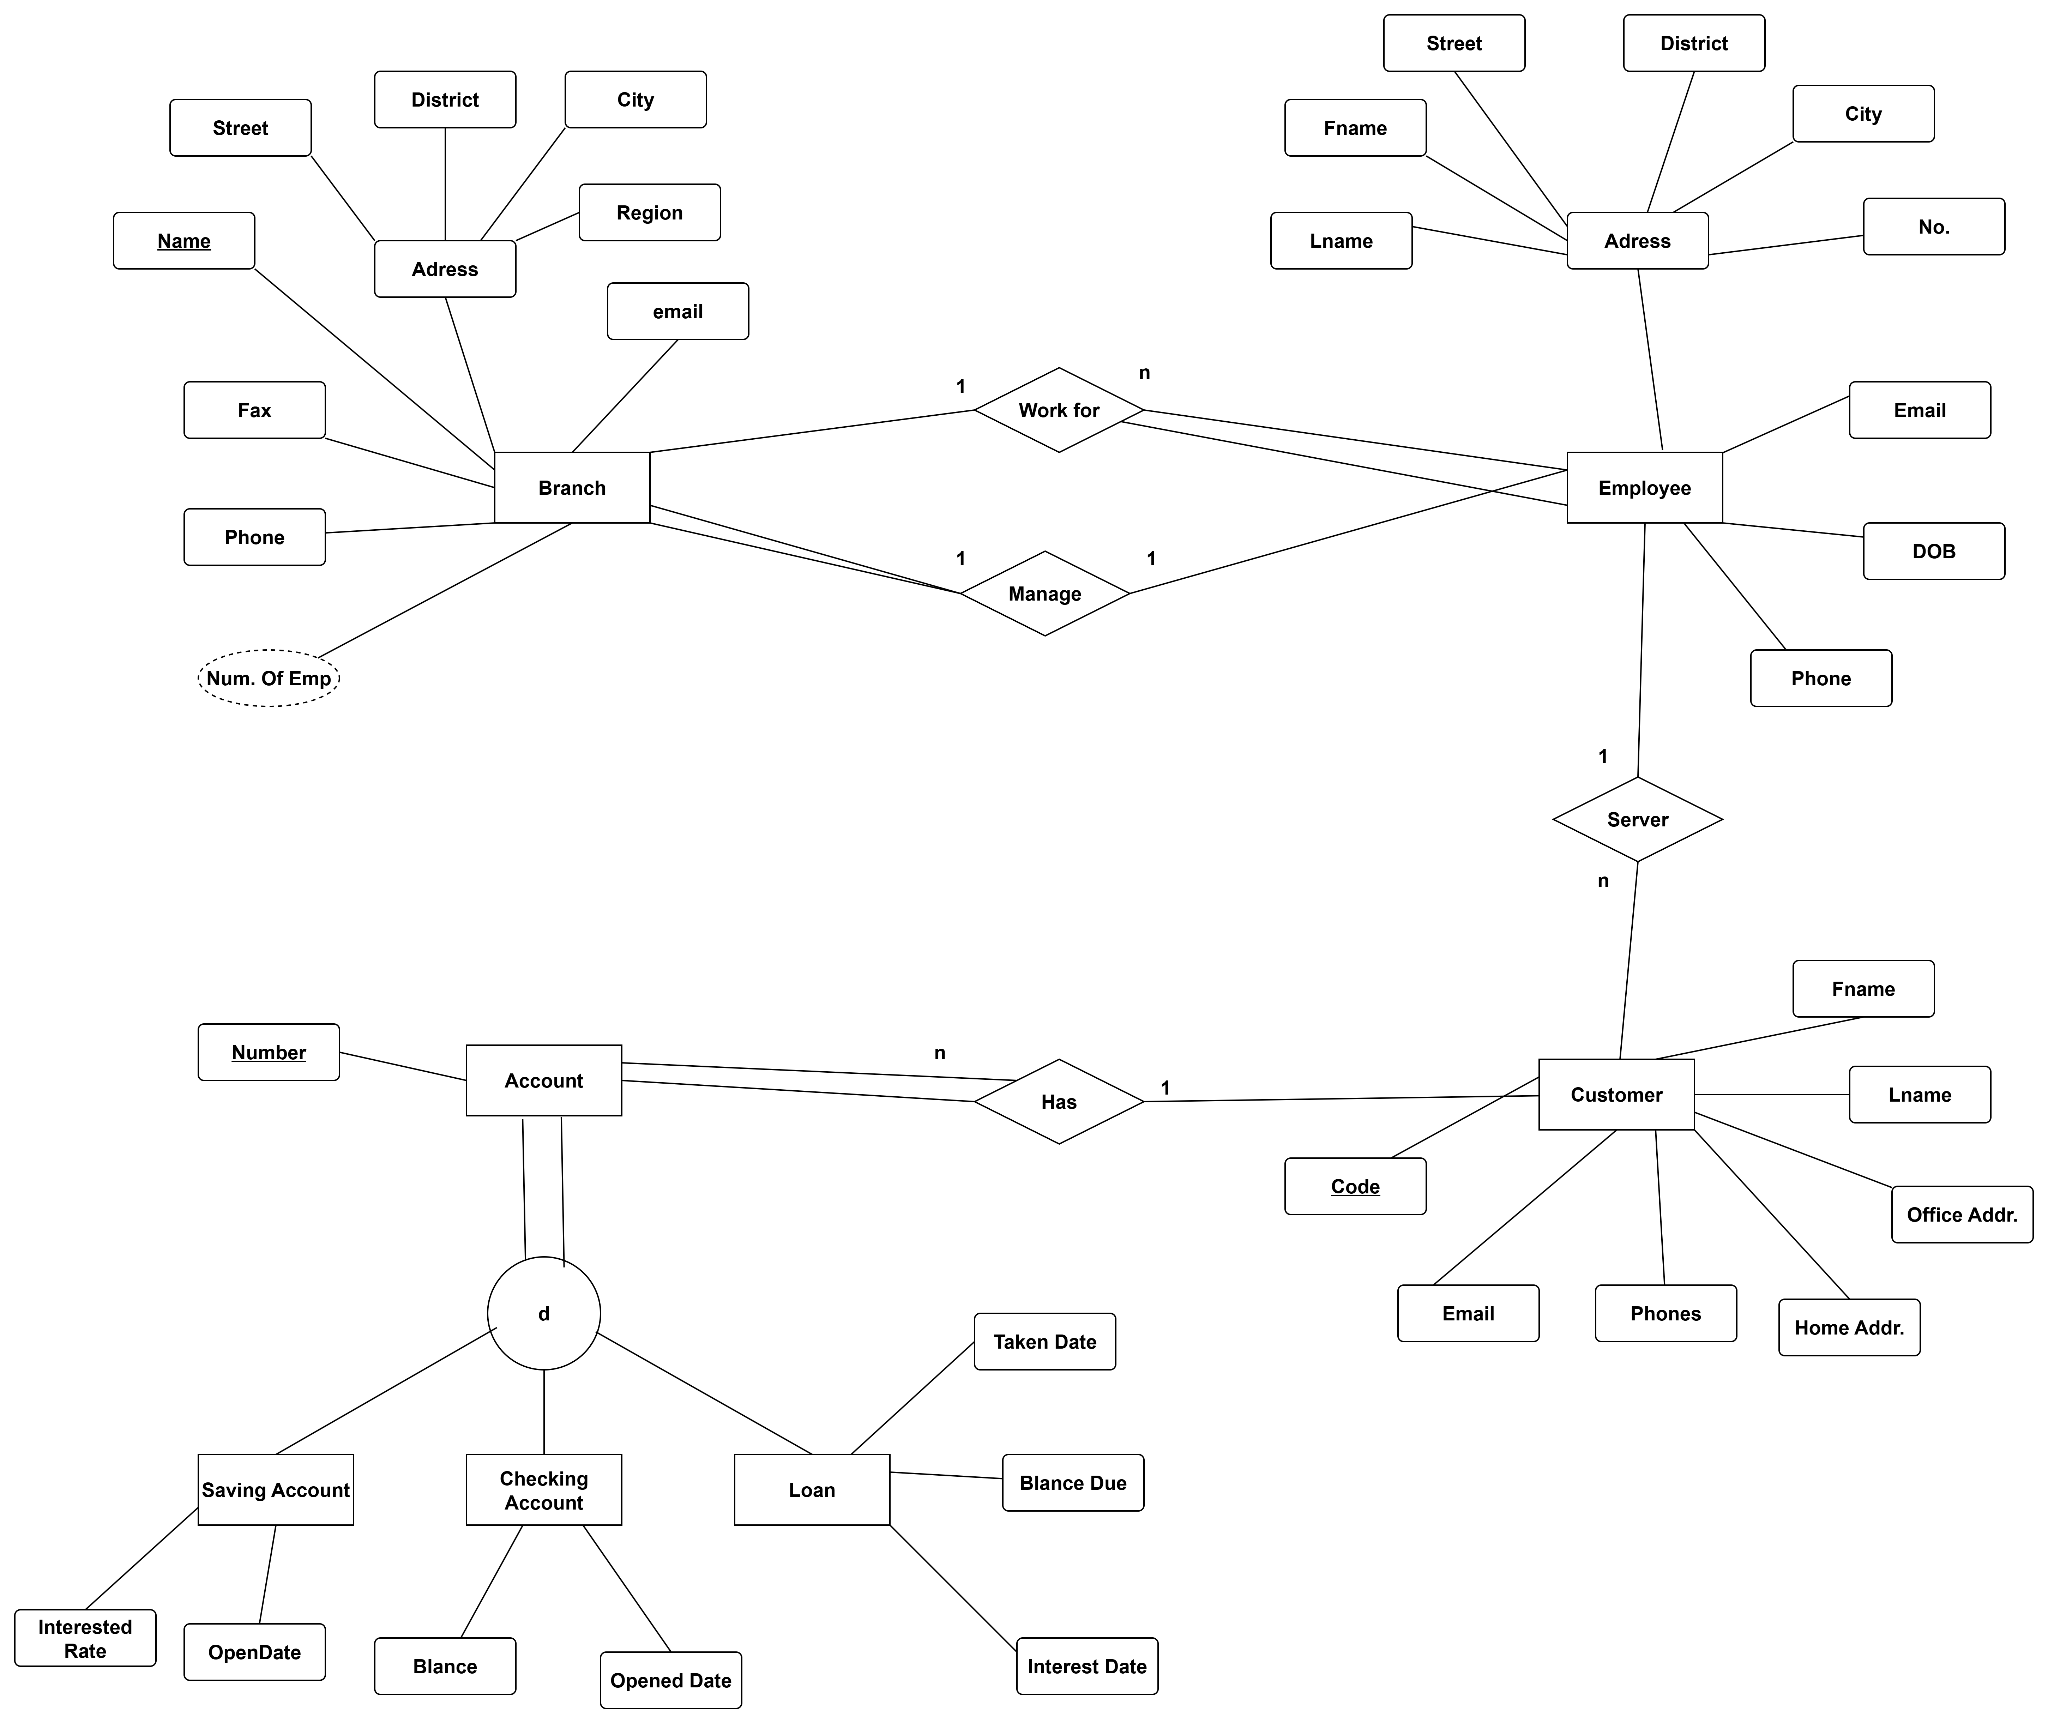 Street
District
Street
District
City
City
Fname
Region
Name
Lname
Adress
No.
Adress
email
1
n
Work for
Email
Fax
Branch
Employee
Phone
1
1
DOB
Manage
Num. Of Emp
Phone
1
Server
n
Fname
Number
n
Account
1
Has
Customer
Lname
Code
Office Addr.
d
Email
Phones
Home Addr.
Taken Date
Saving Account
Checking
Account
Loan
Blance Due
Interested
Rate
OpenDate
Blance
Opened Date
Interest Date